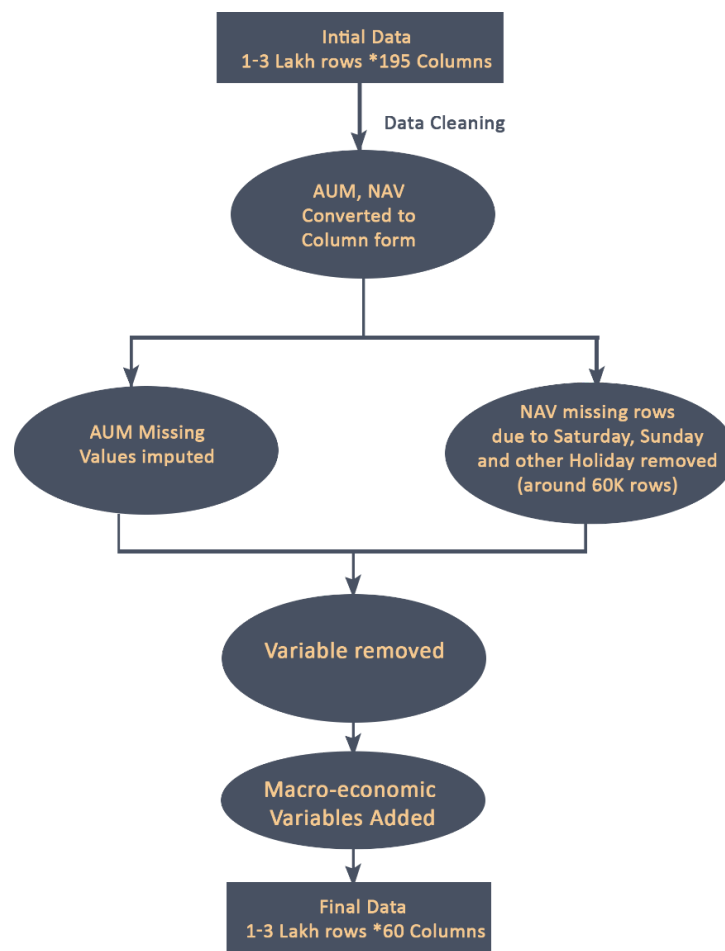 Intial Data
1-3 Lakh rows *195 Columns
Data Cleaning
AUM, NAV
Converted to
Column form
AUM Missing
Values imputed
NAV missing rows
due to Saturday, Sunday
and other Holiday removed
(around 60K rows)
Variable removed
Macro-economic
Variables Added
Final Data
1-3 Lakh rows *60 Columns